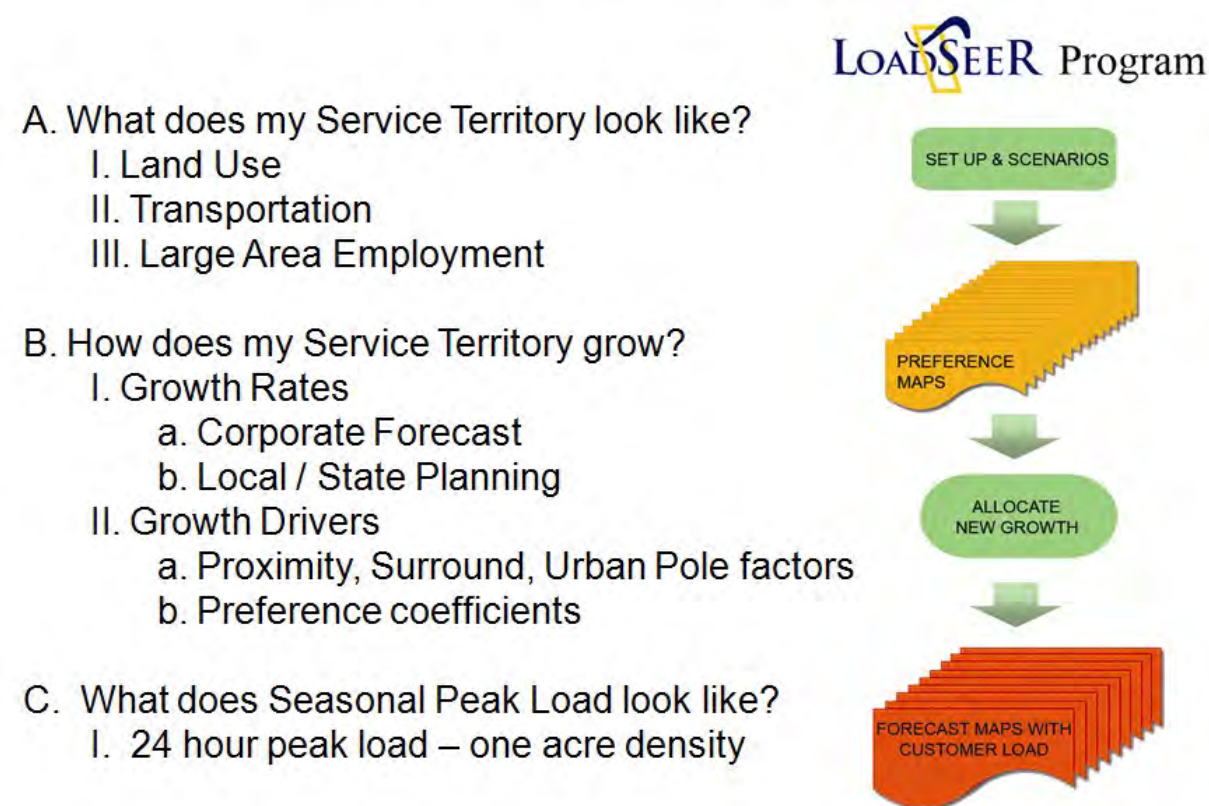 LOADSEER Program
A. What does my Service Territory look like?
I. Land Use
II. Transportation
III. Large Area Employment
B. How does my Service Territory grow?
I. Growth Rates
a. Corporate Forecast
b. Local / State Planning
II. Growth Drivers
a. Proximity, Surround, Urban Pole factors
b. Preference coefficients
C. What does Seasonal Peak Load look like?
I. 24 hour peak load – one acre density
SET UP & SCENARIOS
PREFERENCE
MAPS
ALLOCATE
NEW GROWTH
FORECAST MAPS WITH
CUSTOMER LOAD